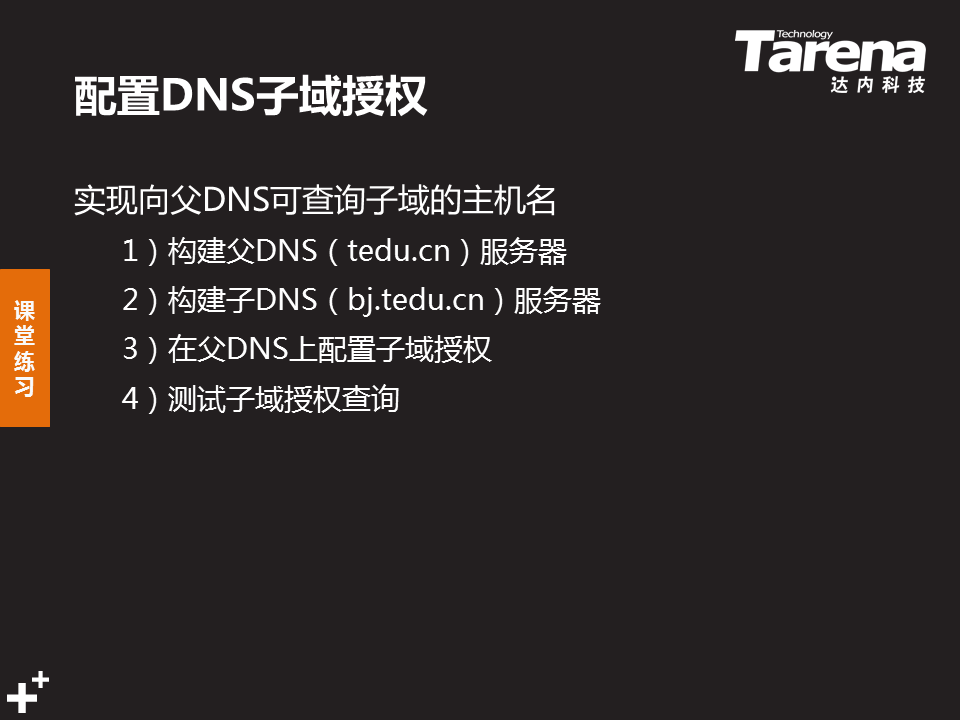 Technology
Tarena
达内科技
配置DNS子域授权
实现向父DNS可查询子域的主机名
1）构建父DNS（tedu.cn）服务器
2）构建子DNS（bj.tedu.cn）服务器
3）在父DNS上配置子域授权
4）测试子域授权查询
课堂练习